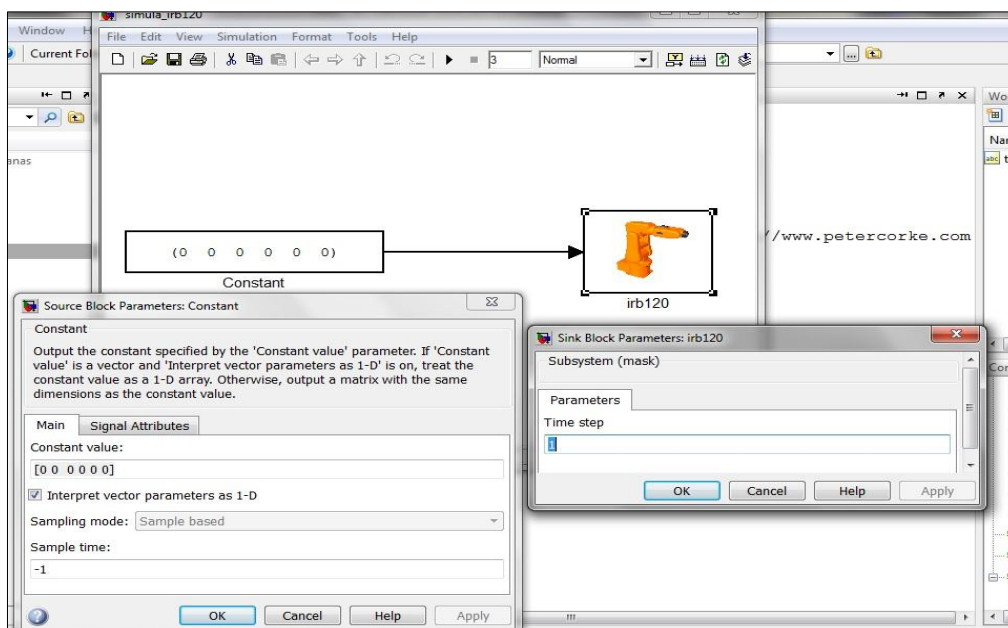 simula_irb120
Window H
File Edit View Simulation Format Tools Help
Current Fol
3
Normal
...
Wo
anas
Nar
abc t
//www.petercorke.com
(0 0 0 0 0 0)
Constant
irb120
Source Block Parameters: Constant
Constant
Output the constant specified by the 'Constant value' parameter. If 'Constant
value' is a vector and 'Interpret vector parameters as 1-D' is on, treat the
constant value as a 1-D array. Otherwise, output a matrix with the same
dimensions as the constant value.
Main Signal Attributes
Constant value:
[0 0 0 0 0 0]
Interpret vector parameters as 1-D
Sampling mode: Sample based
Sample time:
-1
OK Cancel Help Apply
Sink Block Parameters: irb120
Subsystem (mask)
Parameters
Time step
1
OK Cancel Help Apply
Cor